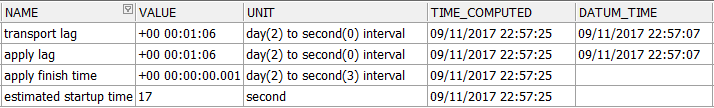 NAME VALUE UNIT TIME_COMPUTED DATUM_TIME
transport lag +00 00:01:06 day(2) to second(0) interval 09/11/2017 22:57:25 09/11/2017 22:57:07
apply lag +00 00:01:06 day(2) to second(0) interval 09/11/2017 22:57:25 09/11/2017 22:57:07
apply finish time +00 00:00:00.001 day(2) to second(3) interval 09/11/2017 22:57:25
estimated startup time 17 second 09/11/2017 22:57:25